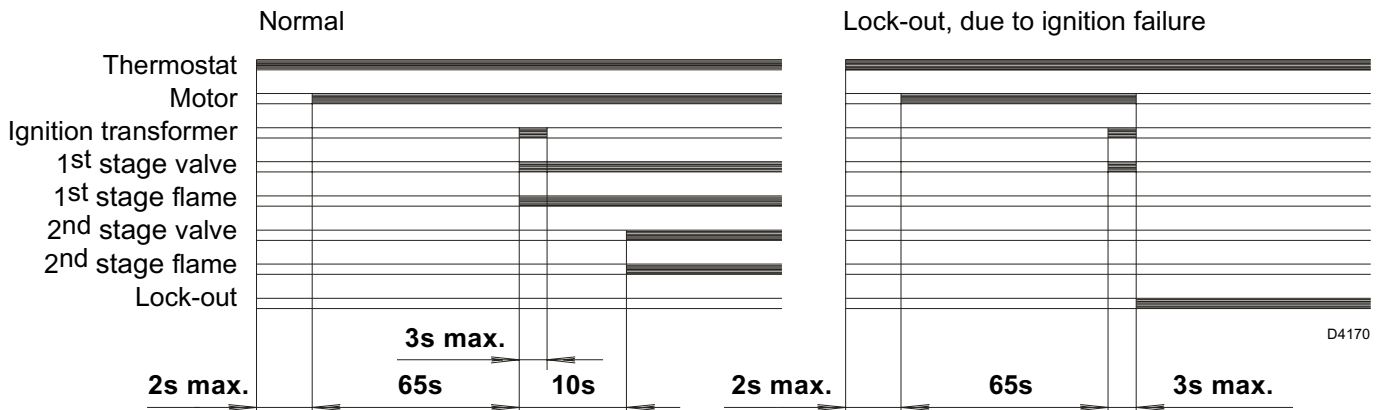 Normal
Lock-out, due to ignition failure
Thermostat
Motor
Ignition transformer
1st stage valve
1st stage flame
2nd stage valve
2nd stage flame
Lock-out
D4170
3s max.
2s max. 65s 10s 2s max. 65s 3s max.